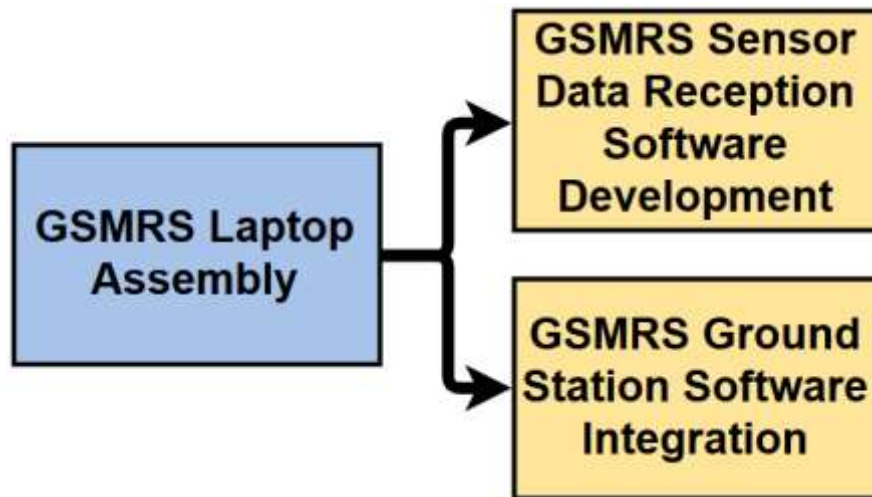 GSMRS Laptop
Assembly
GSMRS Sensor
Data Reception
Software
Development
GSMRS Ground
Station Software
Integration